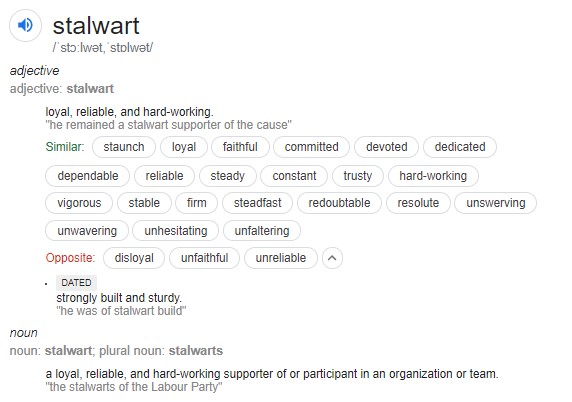 stalwart
/ˈstɔːlwət,ˈstɒlwət/
adjective
adjective: stalwart
loyal, reliable, and hard-working.
"he remained a stalwart supporter of the cause"
Similar: staunch loyal faithful committed devoted dedicated
dependable reliable steady constant trusty hard-working
vigorous stable firm steadfast redoubtable resolute unswerving
unwavering unhesitating unfaltering
Opposite: disloyal unfaithful unreliable
DATED
strongly built and sturdy.
"he was of stalwart build"
noun
noun: stalwart; plural noun: stalwarts
a loyal, reliable, and hard-working supporter of or participant in an organization or team.
"the stalwarts of the Labour Party"